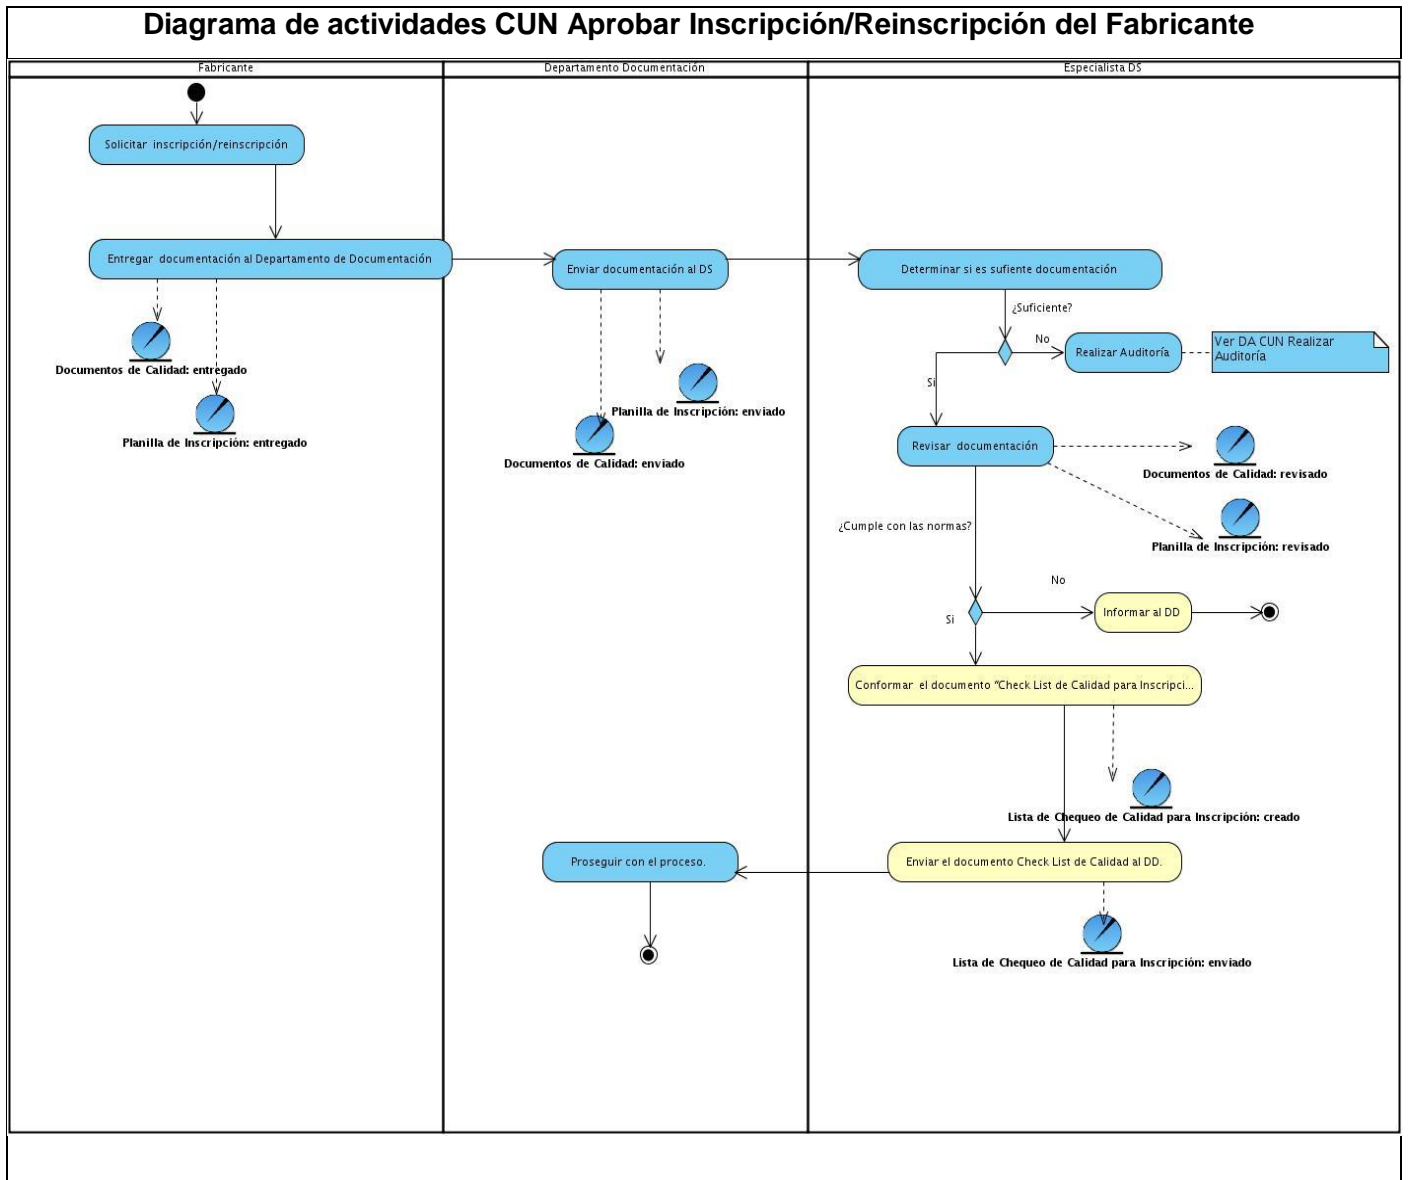 Diagrama de actividades CUN Aprobar Inscripción/Reinscripción del Fabricante
Fabricante
Departamento Documentación
Especialista DS
Solicitar inscripción/reinscripción
Entregar documentación al Departamento de Documentación
Enviar documentación al DS
Determinar si es sufiente documentación
¿Suficiente?
No
Realizar Auditoría
Ver DA CUN Realizar
Auditoría
Documentos de Calidad: entregado
Si
Planilla de Inscripción: enviado
Planilla de Inscripción: entregado
Revisar documentación
Documentos de Calidad: enviado
Documentos de Calidad: revisado
¿Cumple con las normas?
Planilla de Inscripción: revisado
No
Informar al DD
Si
Conformar el documento “Check List de Calidad para Inscripci...
Lista de Chequeo de Calidad para Inscripción: creado
Proseguir con el proceso.
Enviar el documento Check List de Calidad al DD.
Lista de Chequeo de Calidad para Inscripción: enviado